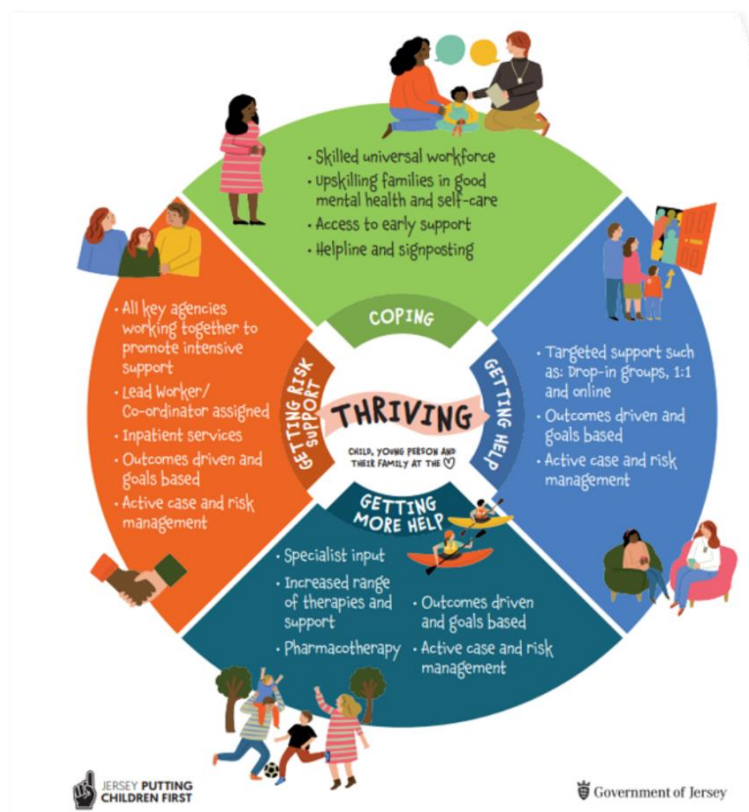 • Skilled universal workforce
• Upskilling families in good
mental health and self-care
• Access to early support
• Helpline and signposting
COPING
• Targeted support such
as: Drop-in groups, 1:1
and online
• Outcomes driven and
goals based
• Active case and risk
management
GETTING HELP
• All key agencies
working together to
promote intensive
support
• Lead Worker/
Co-ordinator assigned
• Inpatient services
• Outcomes driven and
goals based
• Active case and risk
management
GETTING RISK
SUPPORT
THRIVING
CHILD, YOUNG PERSON AND
THEIR FAMILY AT THE ♡
GETTING
MORE HELP
• Specialist input
• Increased range
of therapies and
support
• Pharmacotherapy
• Outcomes driven
and goals based
• Active case and risk
management
JERSEY PUTTING
CHILDREN FIRST
Government of Jersey